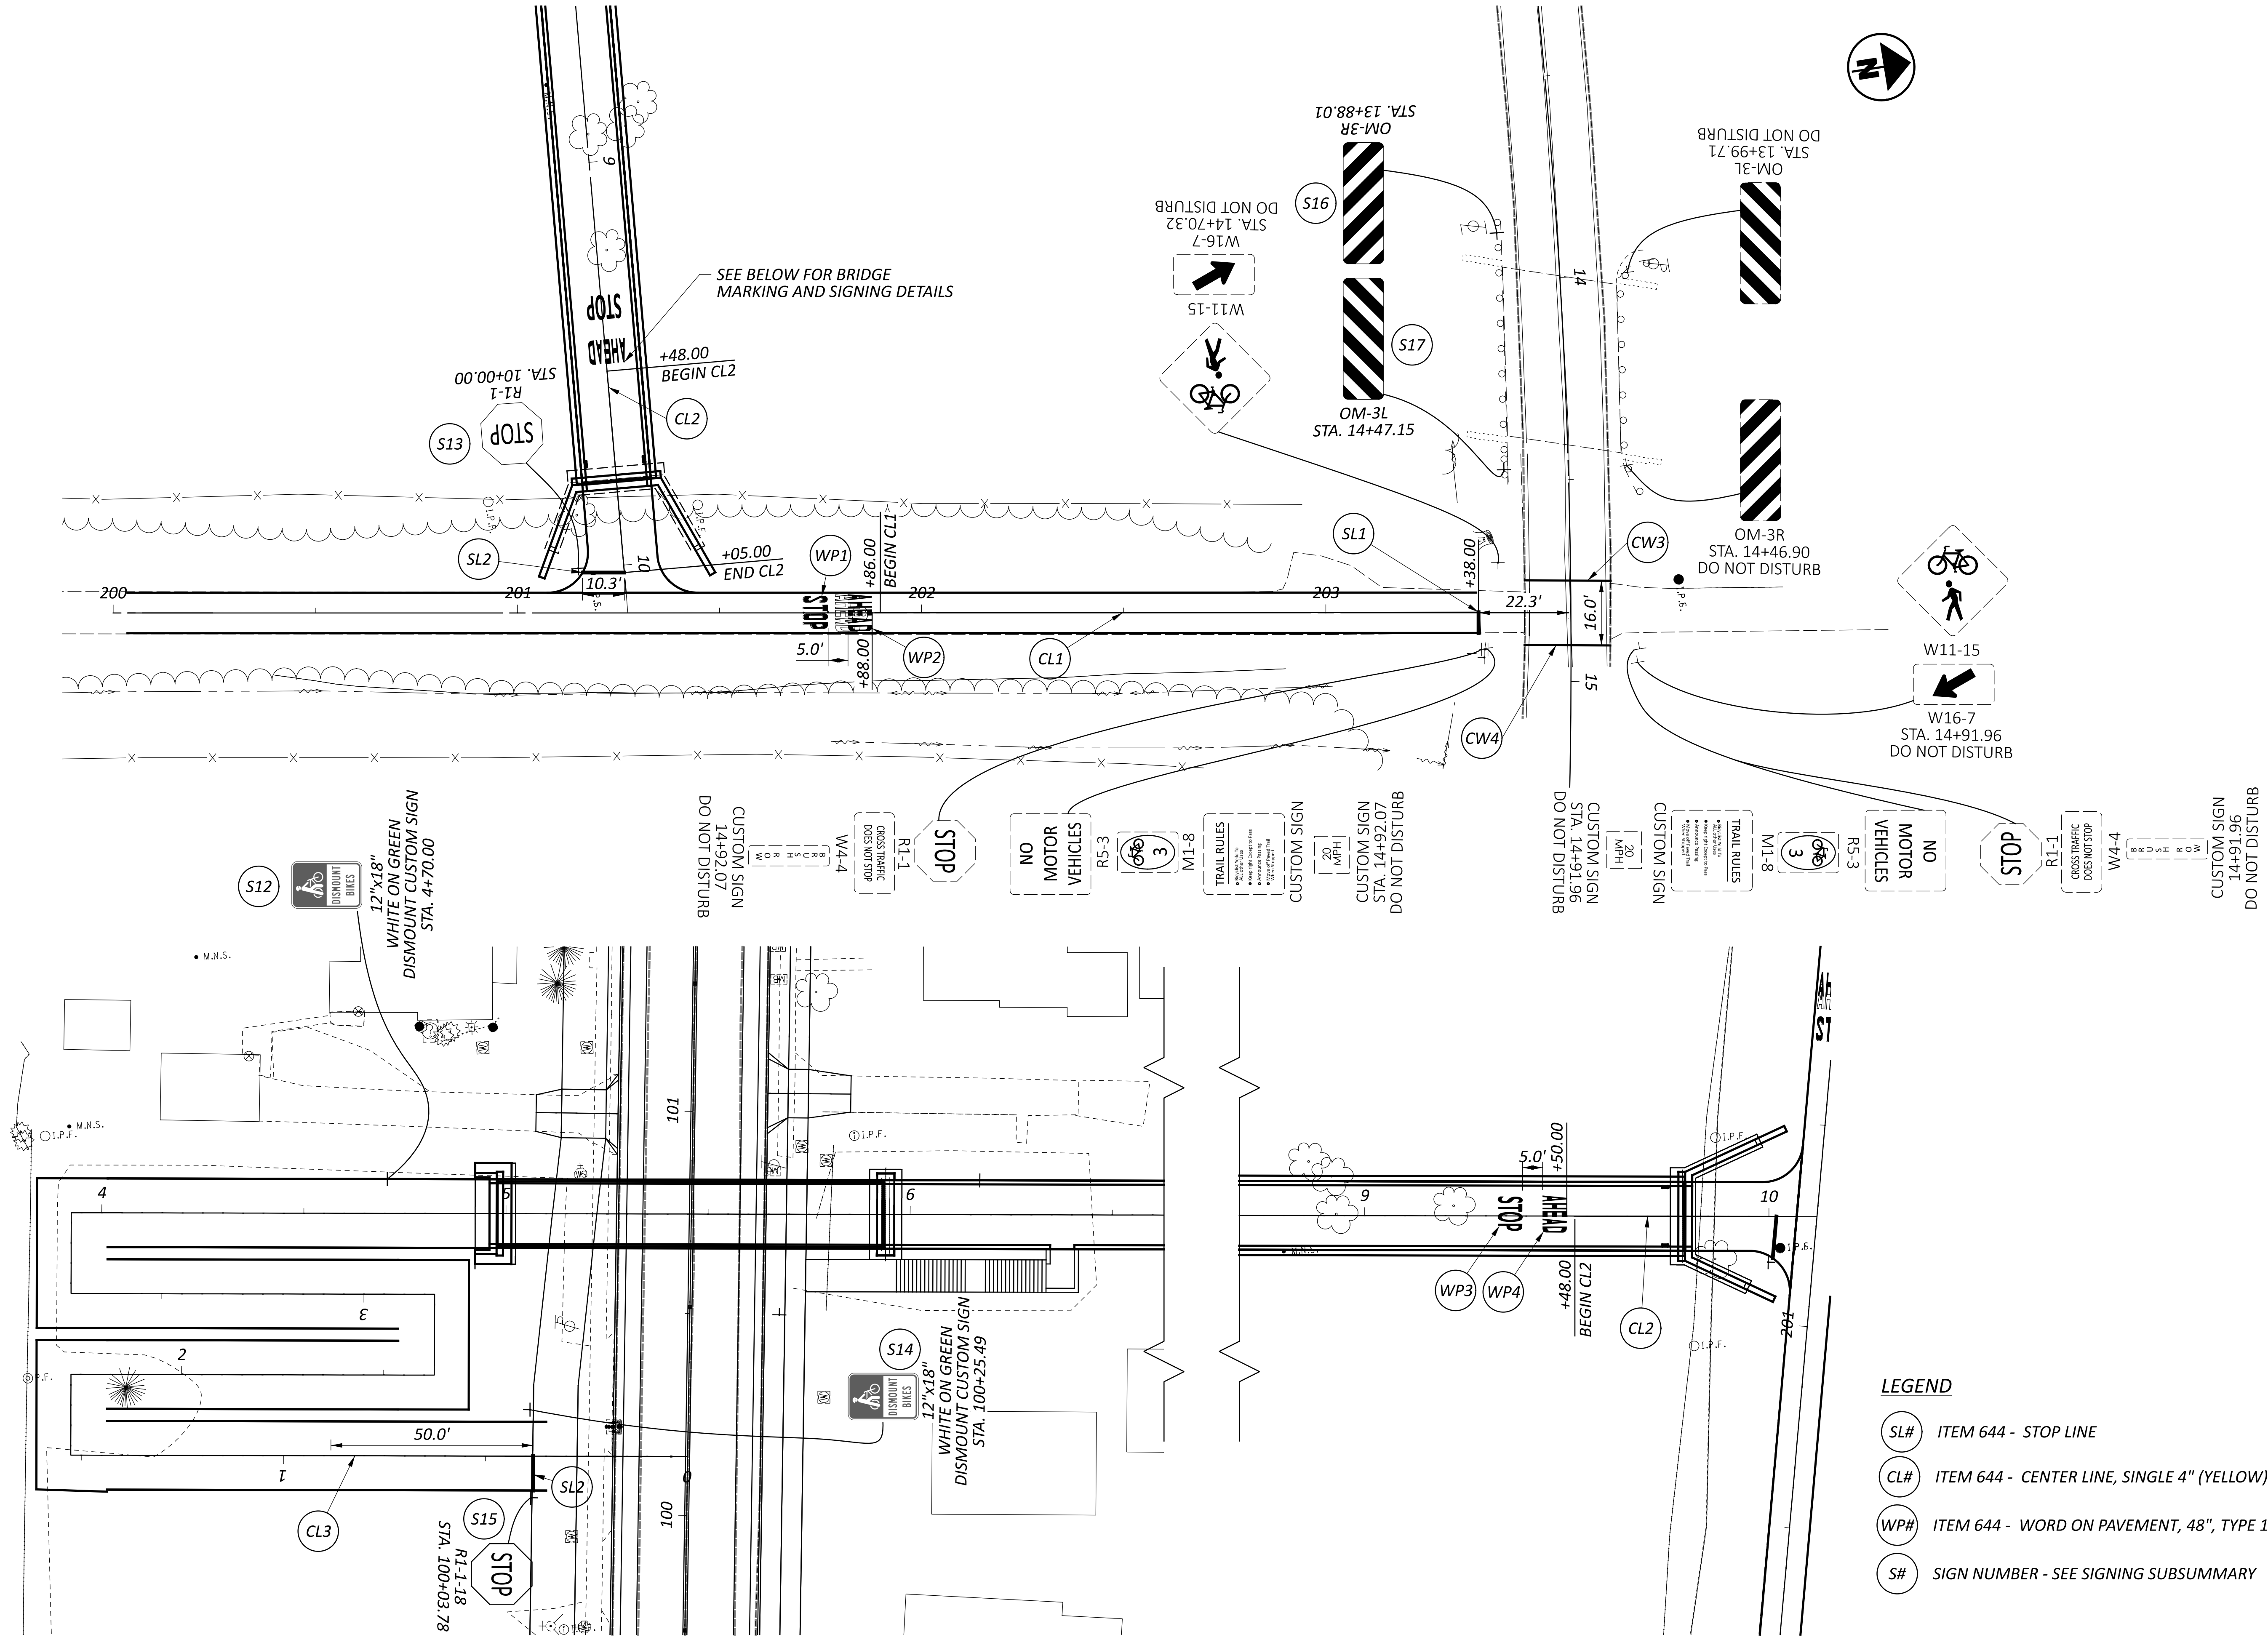 N
OM-3R
STA. 13+88.01
S16
W16-7
STA. 14+70.32
DO NOT DISTURB
W11-15
S17
OM-3L
STA. 14+47.15
OM-3L
STA. 13+99.71
DO NOT DISTURB
OM-3R
STA. 14+46.90
DO NOT DISTURB
14
15
9
STOP
AHEAD
SEE BELOW FOR BRIDGE
MARKING AND SIGNING DETAILS
+48.00
BEGIN CL2
CL2
R1-1
STA. 10+00.00
STOP
S13
I.P.F.
I.P.F.
SL2
10
10.3'
+05.00
END CL2
WP1
+86.00
BEGIN CL1
200
201
202
203
STOP
AHEAD
5.0'
+88.00
WP2
CL1
SL1
+38.00
22.3'
16.0'
CW3
CW4
W11-15
W16-7
STA. 14+91.96
DO NOT DISTURB
CUSTOM SIGN
14+92.07
DO NOT DISTURB
BRUSH ROW
W4-4
CROSS TRAFFIC
DOES NOT STOP
R1-1
STOP
NO
MOTOR
VEHICLES
R5-3
3
M1-8
TRAIL RULES
CUSTOM SIGN
20
MPH
CUSTOM SIGN
STA. 14+92.07
DO NOT DISTURB
CUSTOM SIGN
STA. 14+91.96
DO NOT DISTURB
20
MPH
CUSTOM SIGN
TRAIL RULES
M1-8
3
R5-3
NO
MOTOR
VEHICLES
STOP
R1-1
CROSS TRAFFIC
DOES NOT STOP
W4-4
BRUSH ROW
CUSTOM SIGN
14+91.96
DO NOT DISTURB
S12
DISMOUNT
BIKES
12"x18"
WHITE ON GREEN
DISMOUNT CUSTOM SIGN
STA. 4+70.00
M.N.S.
M.N.S.
I.P.F.
I.P.F.
4
5
6
3
2
1
0
101
100
50.0'
CL3
SL2
S15
R1-1-18
STA. 100+03.78
STOP
S14
DISMOUNT
BIKES
12"x18"
WHITE ON GREEN
DISMOUNT CUSTOM SIGN
STA. 100+25.49
9
10
201
5.0'
+50.00
STOP
AHEAD
WP3
WP4
+48.00
BEGIN CL2
CL2
M.N.S.
I.P.F.
I.P.F.
LEGEND
SL# ITEM 644 - STOP LINE
CL# ITEM 644 - CENTER LINE, SINGLE 4" (YELLOW)
WP# ITEM 644 - WORD ON PAVEMENT, 48", TYPE 1
S# SIGN NUMBER - SEE SIGNING SUBSUMMARY